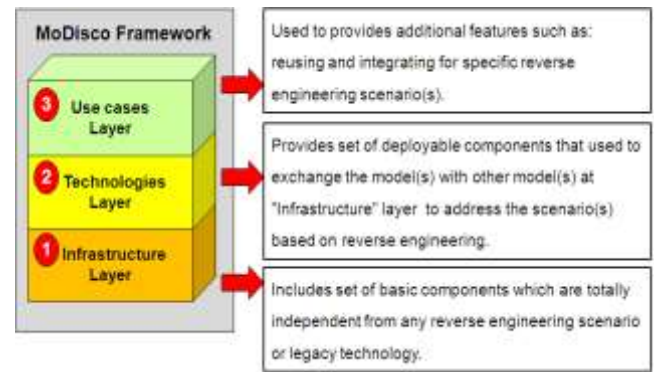 MoDisco Framework
3
Use cases
Layer
2
Technologies
Layer
1
Infrastructure
Layer
Used to provides additional features such as:
reusing and integrating for specific reverse
engineering scenario(s).
Provides set of deployable components that used to
exchange the model(s) with other model(s) at
"Infrastructure" layer to address the scenario(s)
based on reverse engineering.
Includes set of basic components which are totally
independent from any reverse engineering scenario
or legacy technology.